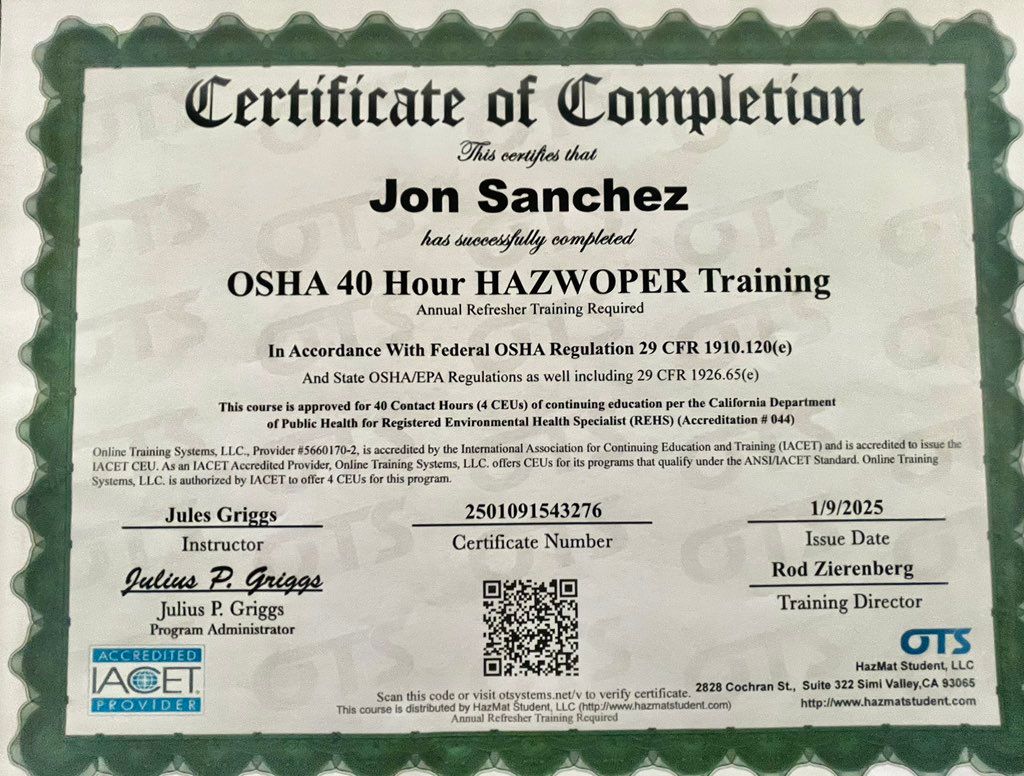 Certificate of Completion
This certifies that
Jon Sanchez
has successfully completed
OSHA 40 Hour HAZWOPER Training
Annual Refresher Training Required
In Accordance With Federal OSHA Regulation 29 CFR 1910.120(e)
And State OSHA/EPA Regulations as well including 29 CFR 1926.65(e)
This course is approved for 40 Contact Hours (4 CEUs) of continuing education per the California Department
of Public Health for Registered Environmental Health Specialist (REHS) (Accreditation # 044)
Online Training Systems, LLC., Provider #5660170-2, is accredited by the International Association for Continuing Education and Training (IACET) and is accredited to issue the
IACET CEU. As an IACET Accredited Provider, Online Training Systems, LLC. offers CEUs for its programs that qualify under the ANSI/IACET Standard. Online Training
Systems, LLC. is authorized by IACET to offer 4 CEUs for this program.
Jules Griggs
Instructor
Julius P. Griggs
Julius P. Griggs
Program Administrator
2501091543276
Certificate Number
1/9/2025
Issue Date
Rod Zierenberg
Training Director
ACCREDITED
IACET
PROVIDER
Scan this code or visit otsystems.net/v to verify certificate.
This course is distributed by HazMat Student, LLC (http://www.hazmatstudent.com)
Annual Refresher Training Required
OTS
HazMat Student, LLC
2828 Cochran St., Suite 322 Simi Valley,CA 93065
http://www.hazmatstudent.com